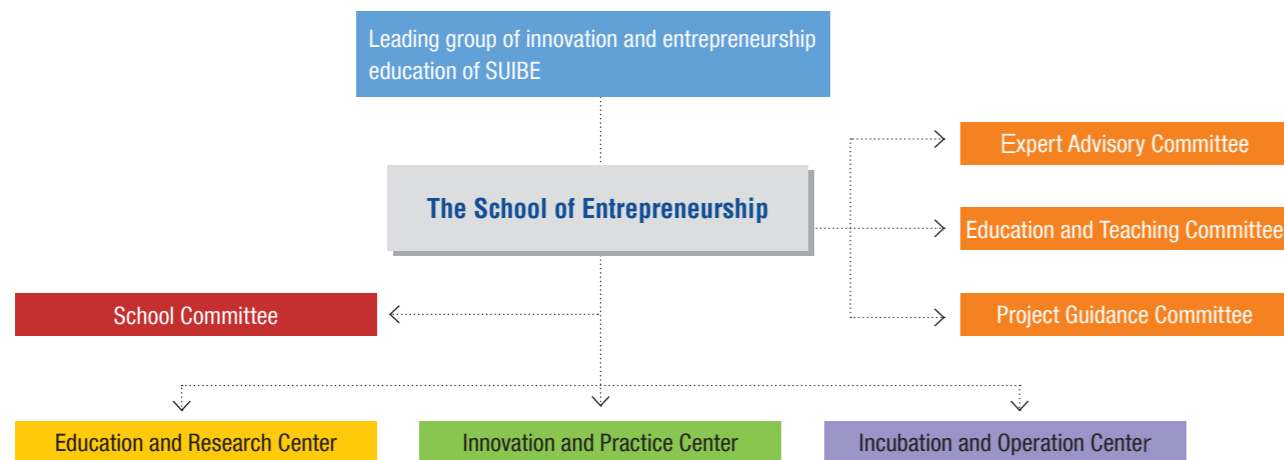 Leading group of innovation and entrepreneurship
education of SUIBE
Expert Advisory Committee
The School of Entrepreneurship
Education and Teaching Committee
School Committee
Project Guidance Committee
Education and Research Center
Innovation and Practice Center
Incubation and Operation Center